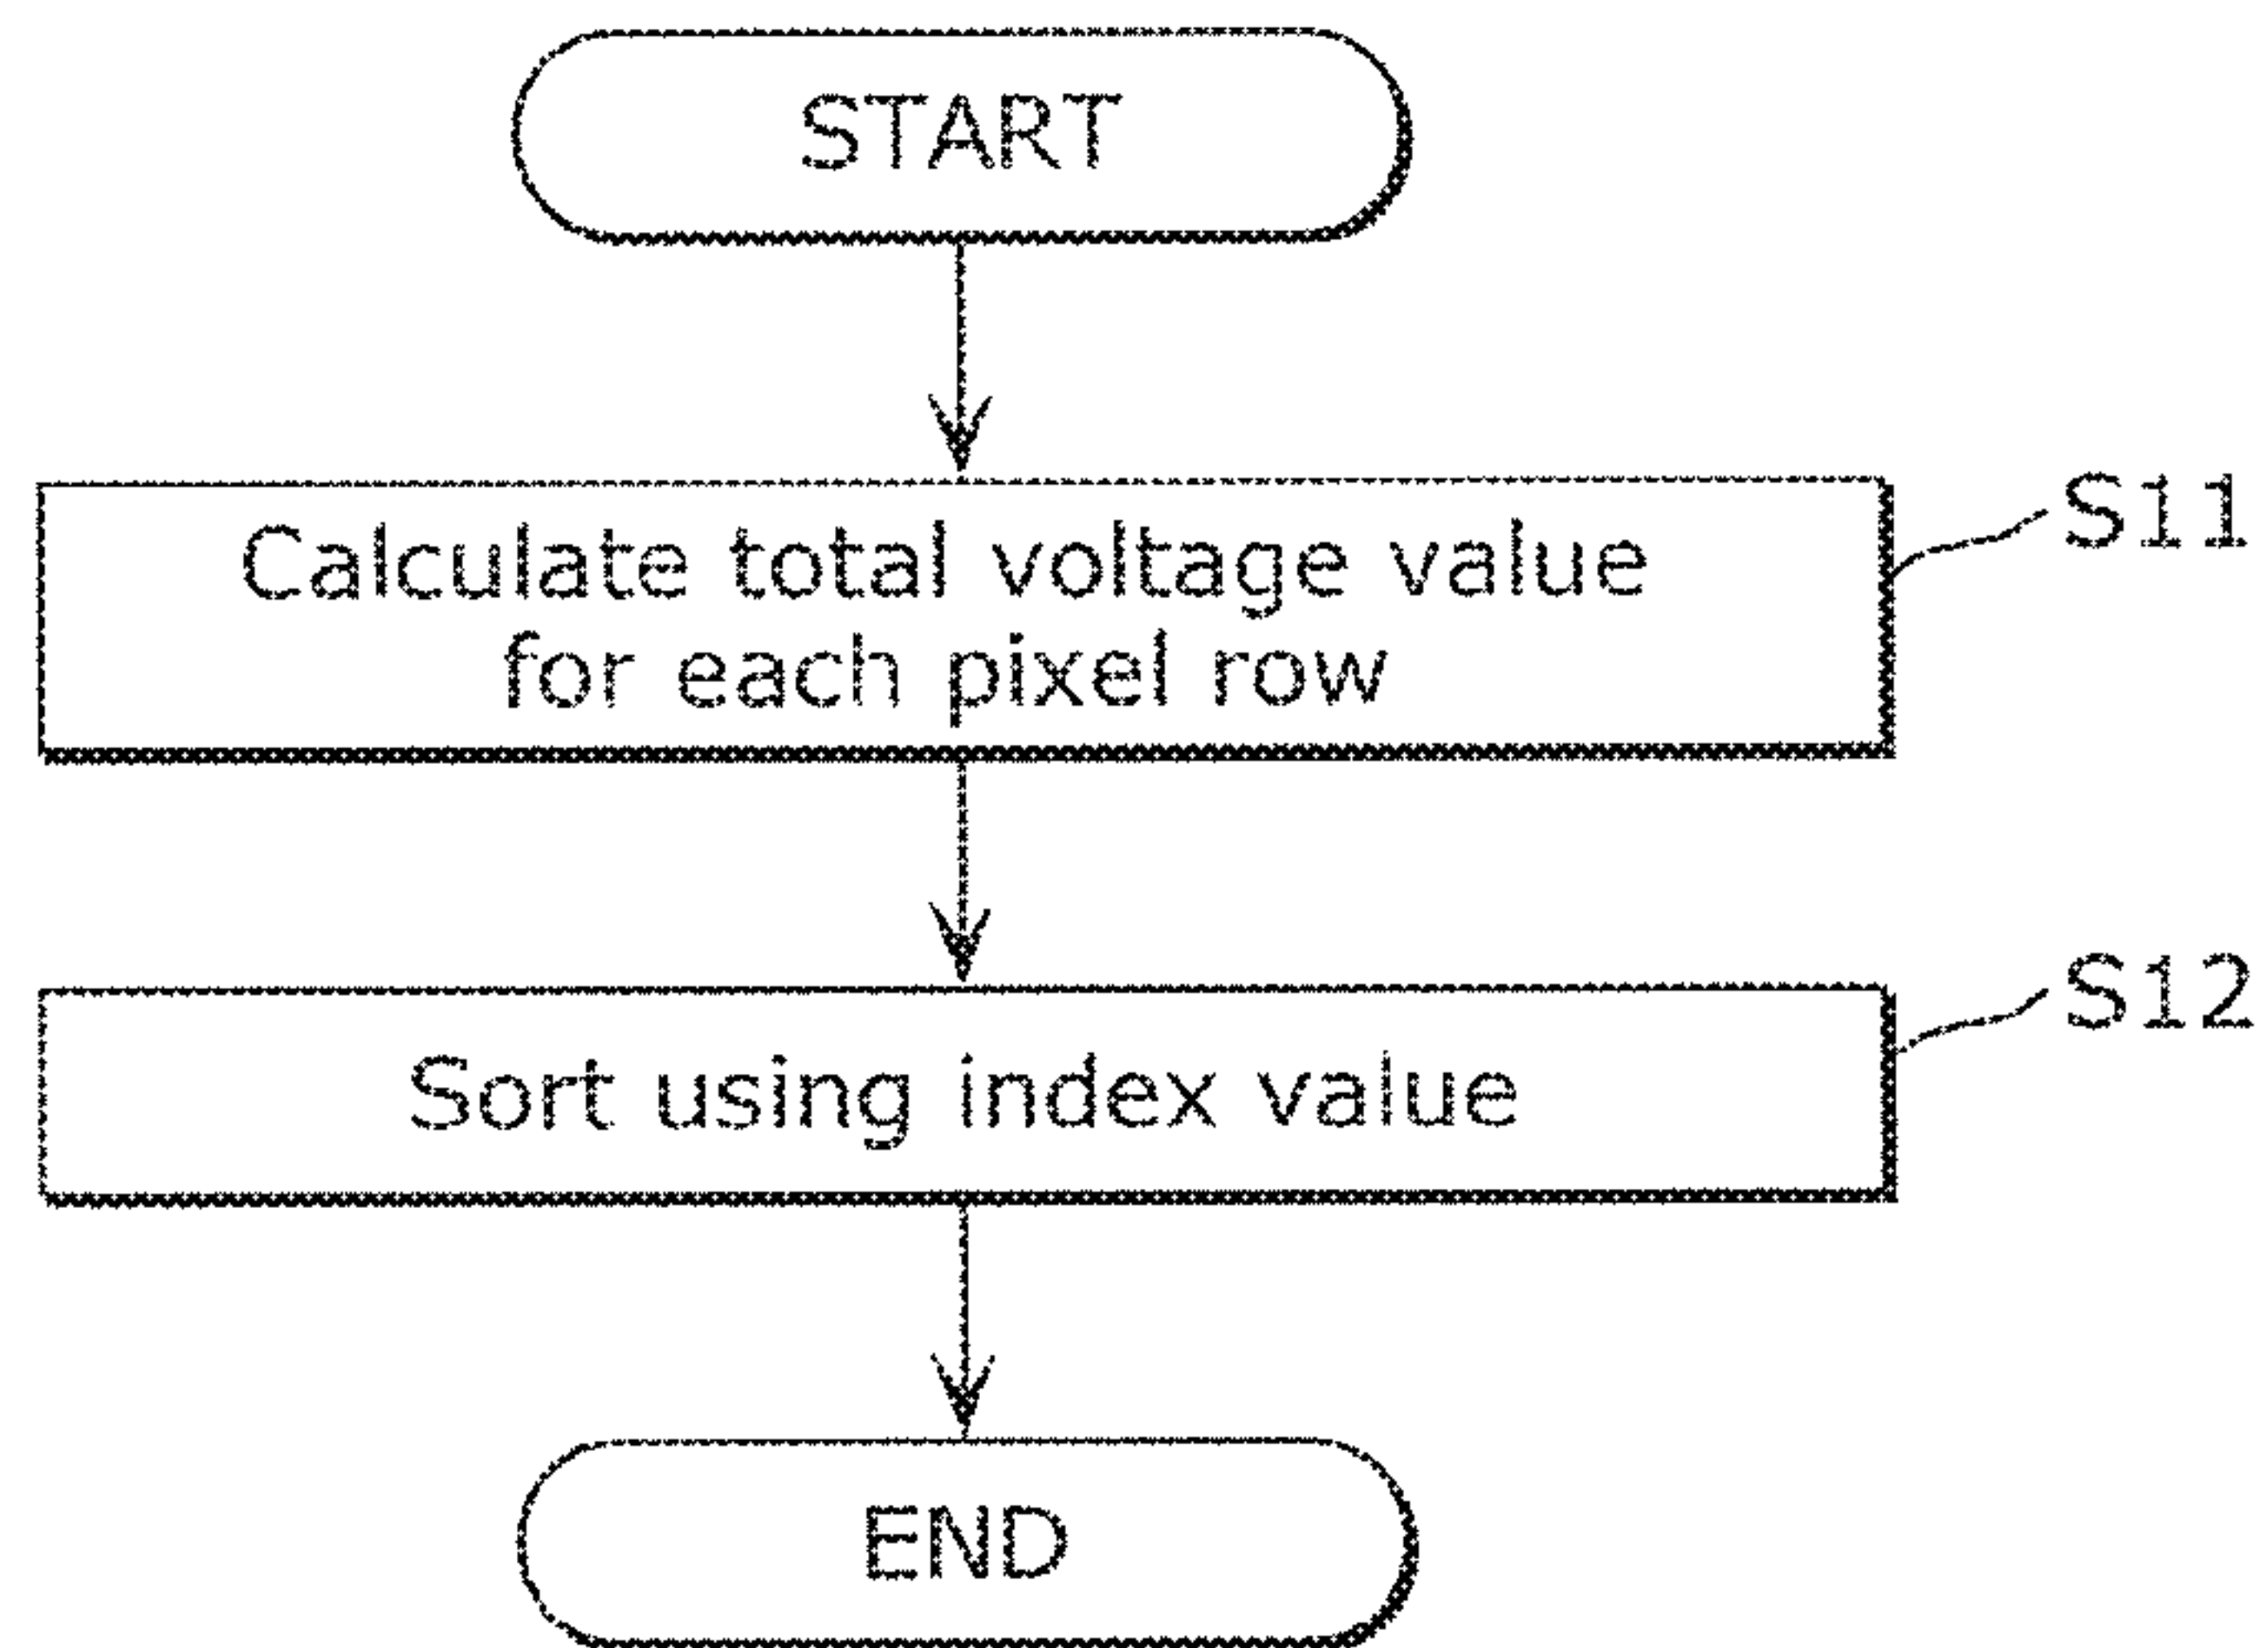 START
Calculate total voltage value
for each pixel row
S11
Sort using index value
S12
END